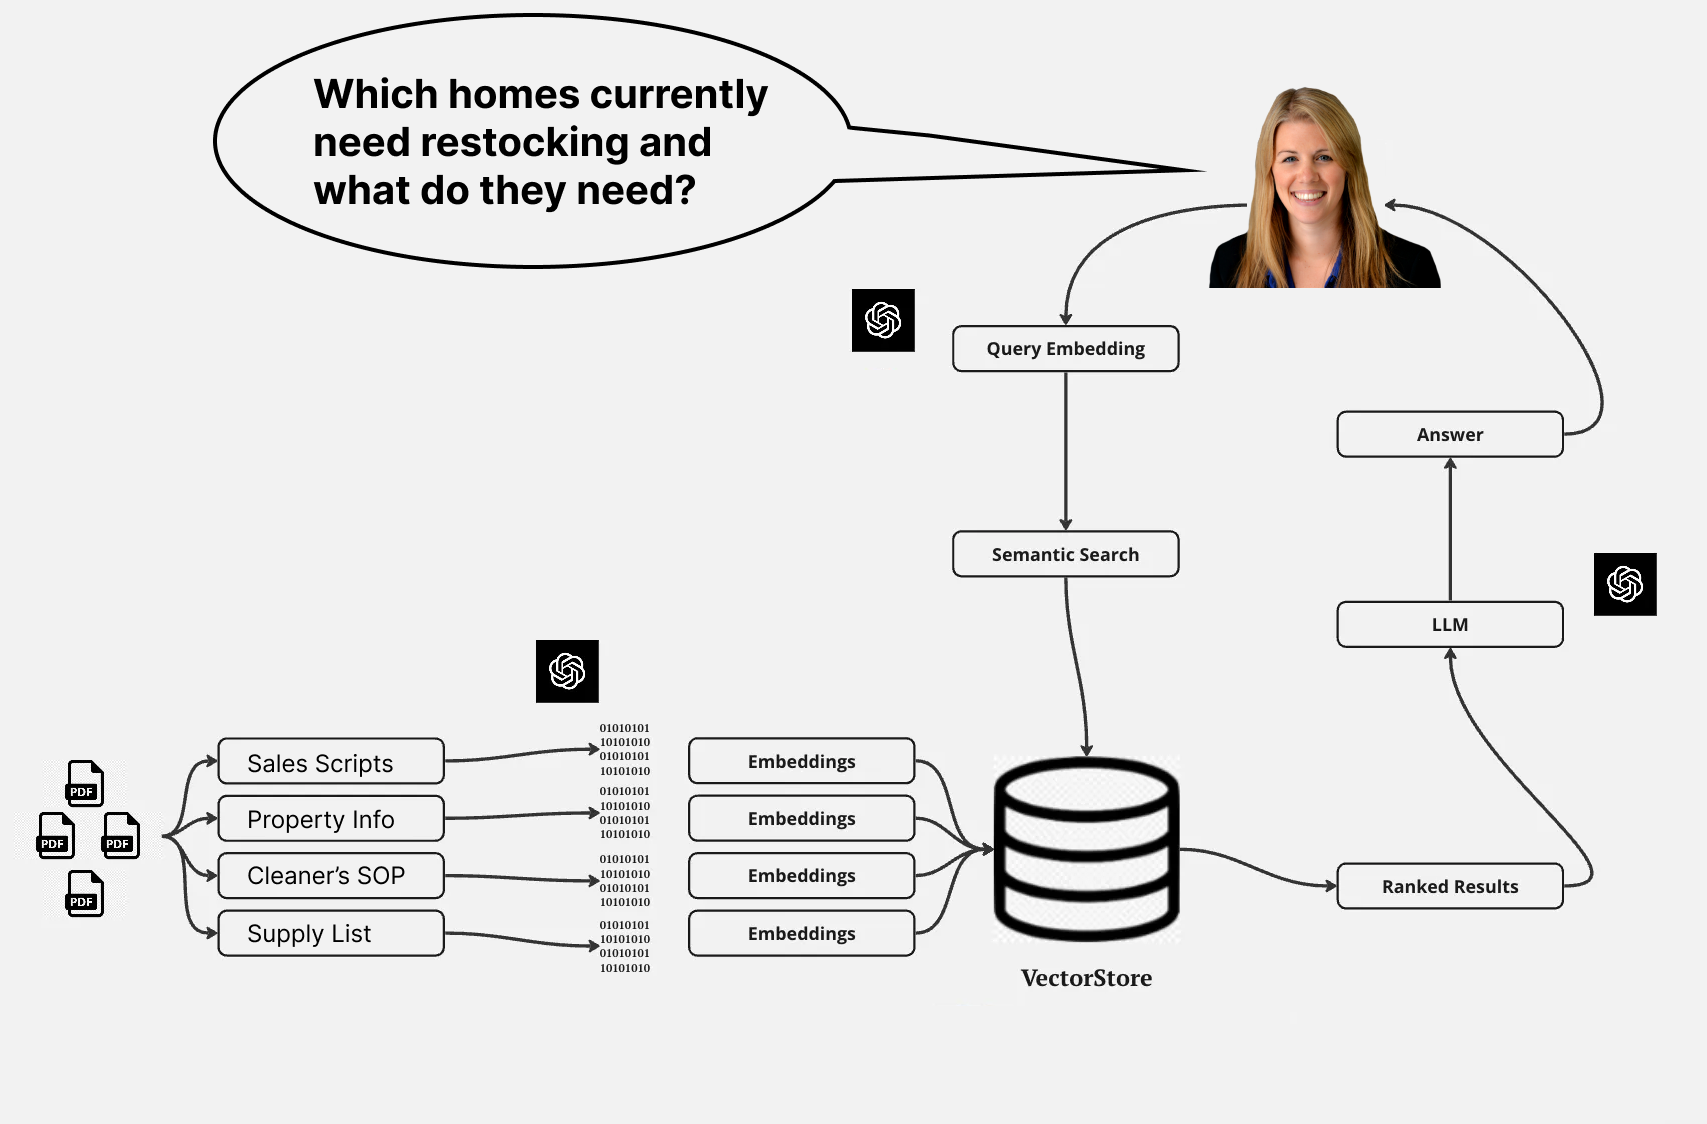 Which homes currently
need restocking and
what do they need?
Query Embedding
Answer
Semantic Search
LLM
01010101
10101010
01010101
10101010
Sales Scripts
Embeddings
PDF
01010101
10101010
01010101
10101010
Property Info
Embeddings
PDF
PDF
01010101
10101010
01010101
10101010
Cleaner’s SOP
Embeddings
Ranked Results
PDF
01010101
10101010
01010101
10101010
Supply List
Embeddings
VectorStore